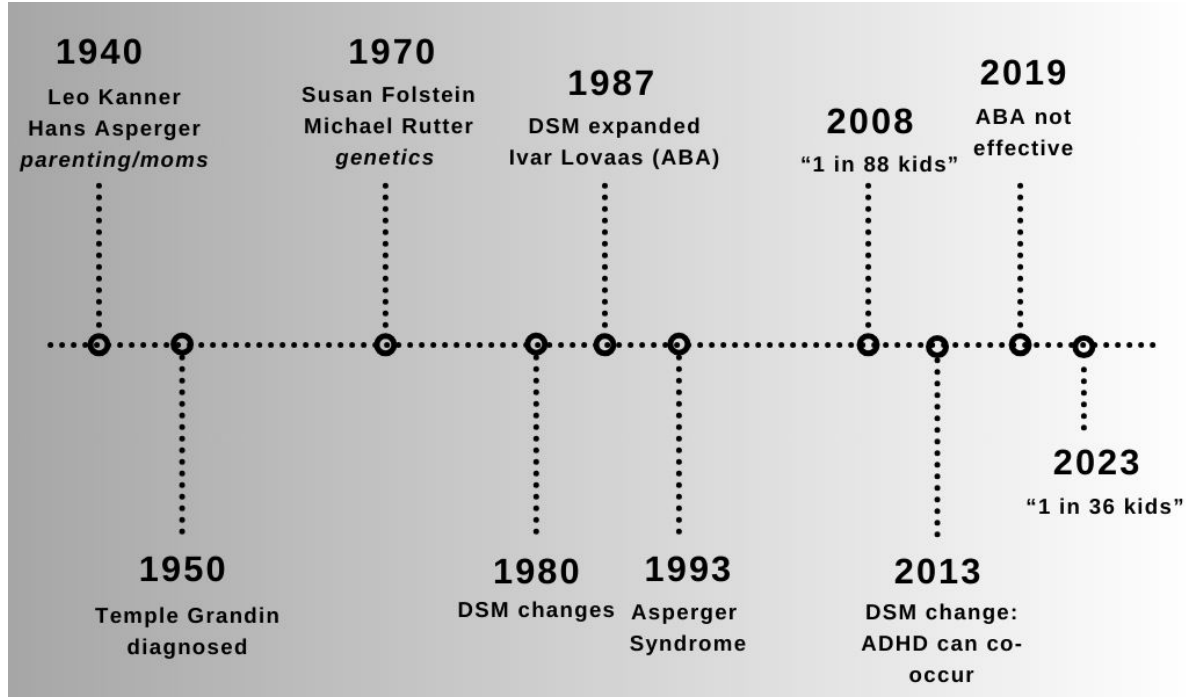 1940
Leo Kanner
Hans Asperger
parenting/moms
1970
Susan Folstein
Michael Rutter
genetics
1987
DSM expanded
Ivar Lovaas (ABA)
2008
“1 in 88 kids”
2019
ABA not
effective
1950
Temple Grandin
diagnosed
1980
DSM changes
1993
Asperger
Syndrome
2013
DSM change:
ADHD can co-
occur
2023
“1 in 36 kids”